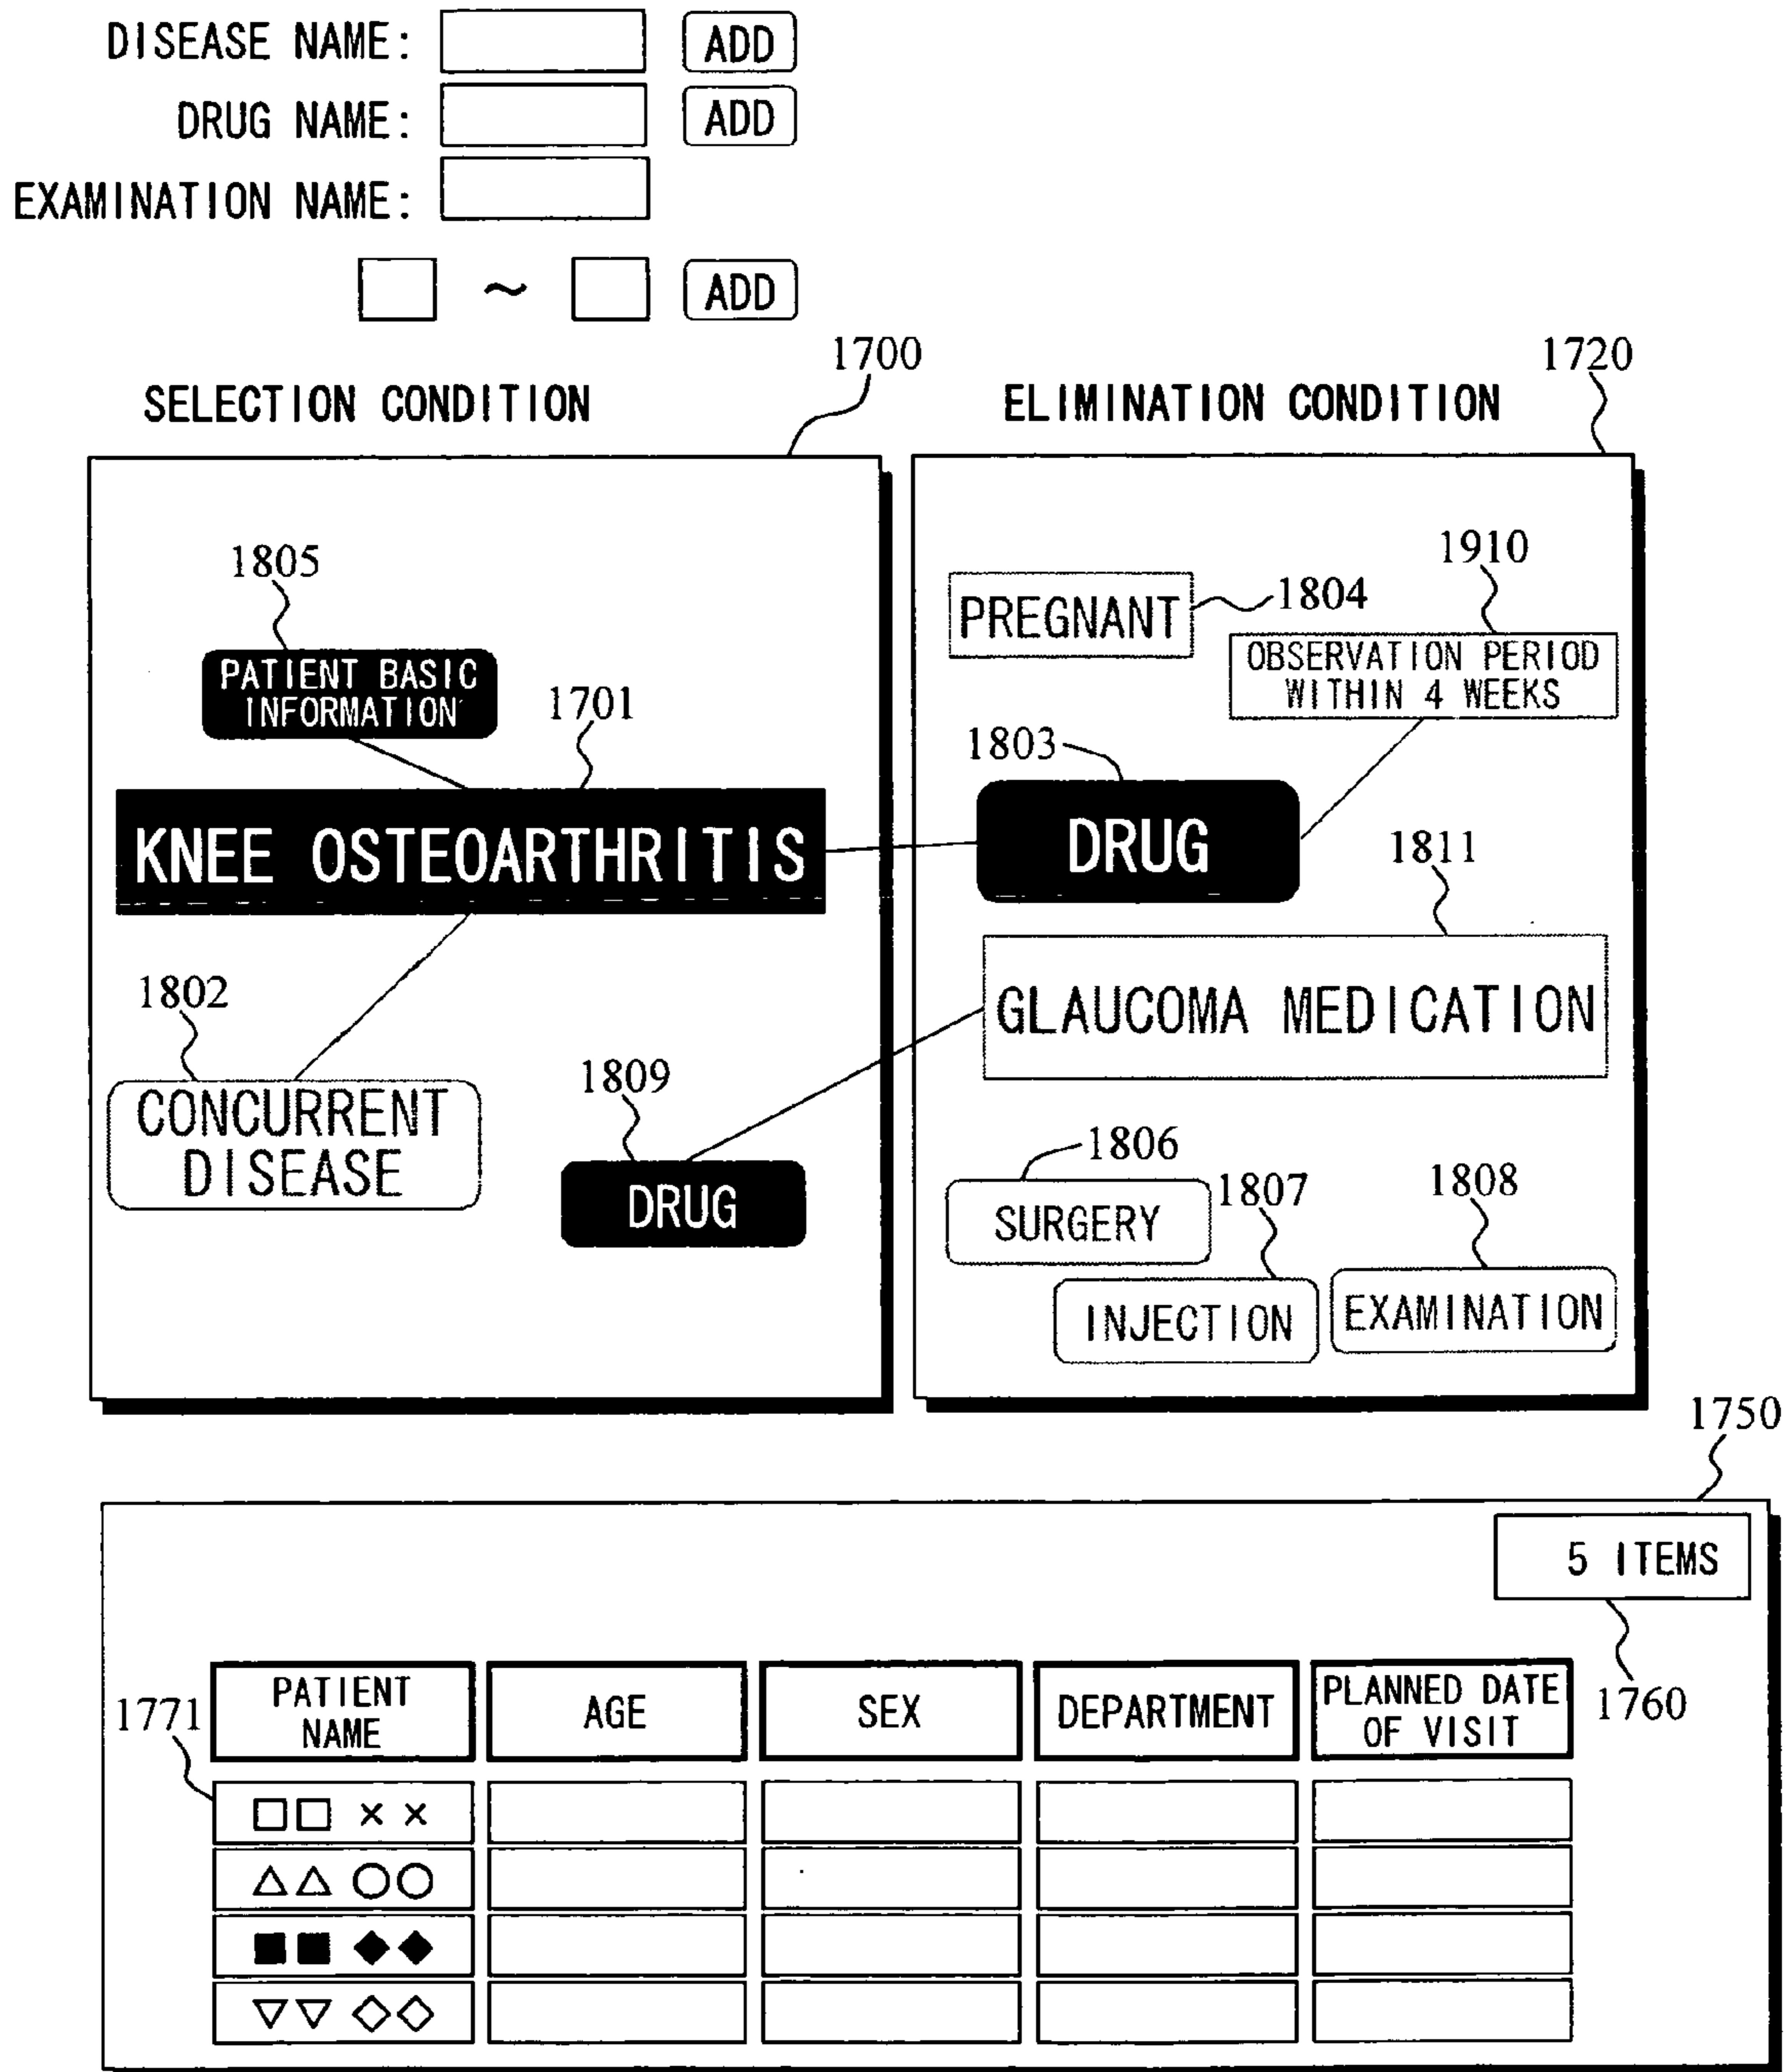 DISEASE NAME: ADD
DRUG NAME: ADD
EXAMINATION NAME:
~ ADD
1700
1720
SELECTION CONDITION
ELIMINATION CONDITION
1805
1910
PREGNANT
1804
PATIENT BASIC
INFORMATION
1701
OBSERVATION PERIOD
WITHIN 4 WEEKS
1803
KNEE OSTEOARTHRITIS
DRUG
1811
1802
GLAUCOMA MEDICATION
1809
CONCURRENT
DISEASE
DRUG
1806
SURGERY
1807
1808
INJECTION
EXAMINATION
1750
5 ITEMS
1760
1771
PATIENT
NAME
AGE
SEX
DEPARTMENT
PLANNED DATE
OF VISIT
□□ ××
△△ ○○
■■ ◆◆
▽▽ ◇◇